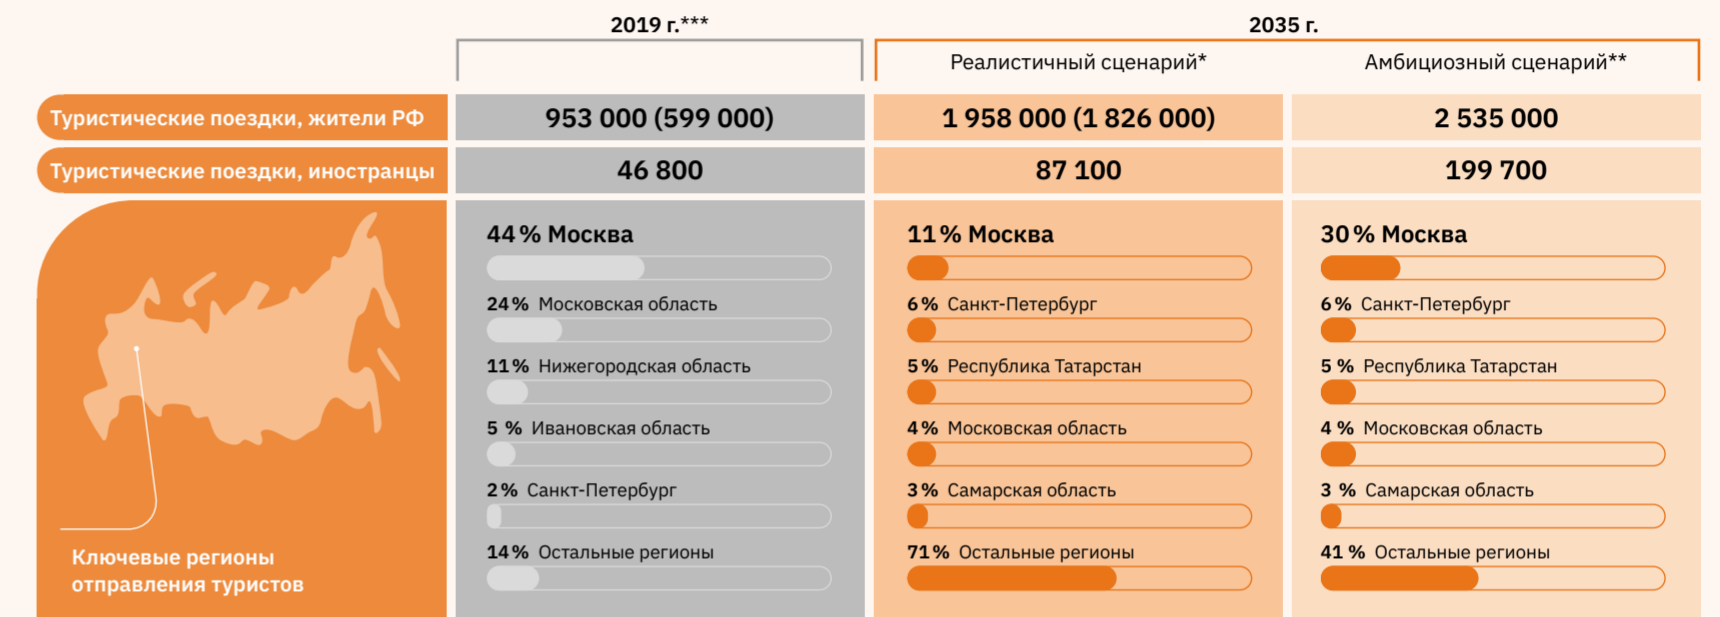 2019 г.***
2035 г.
Реалистичный сценарий*
Амбициозный сценарий**
Туристические поездки, жители РФ
953 000 (599 000)
1 958 000 (1 826 000)
2 535 000
Туристические поездки, иностранцы
46 800
87 100
199 700
Ключевые регионы
отправления туристов
44 % Москва
24 % Московская область
11 % Нижегородская область
5 % Ивановская область
2 % Санкт-Петербург
14 % Остальные регионы
11 % Москва
6 % Санкт-Петербург
5 % Республика Татарстан
4 % Московская область
3 % Самарская область
71 % Остальные регионы
30 % Москва
6 % Санкт-Петербург
5 % Республика Татарстан
4 % Московская область
3 % Самарская область
41 % Остальные регионы